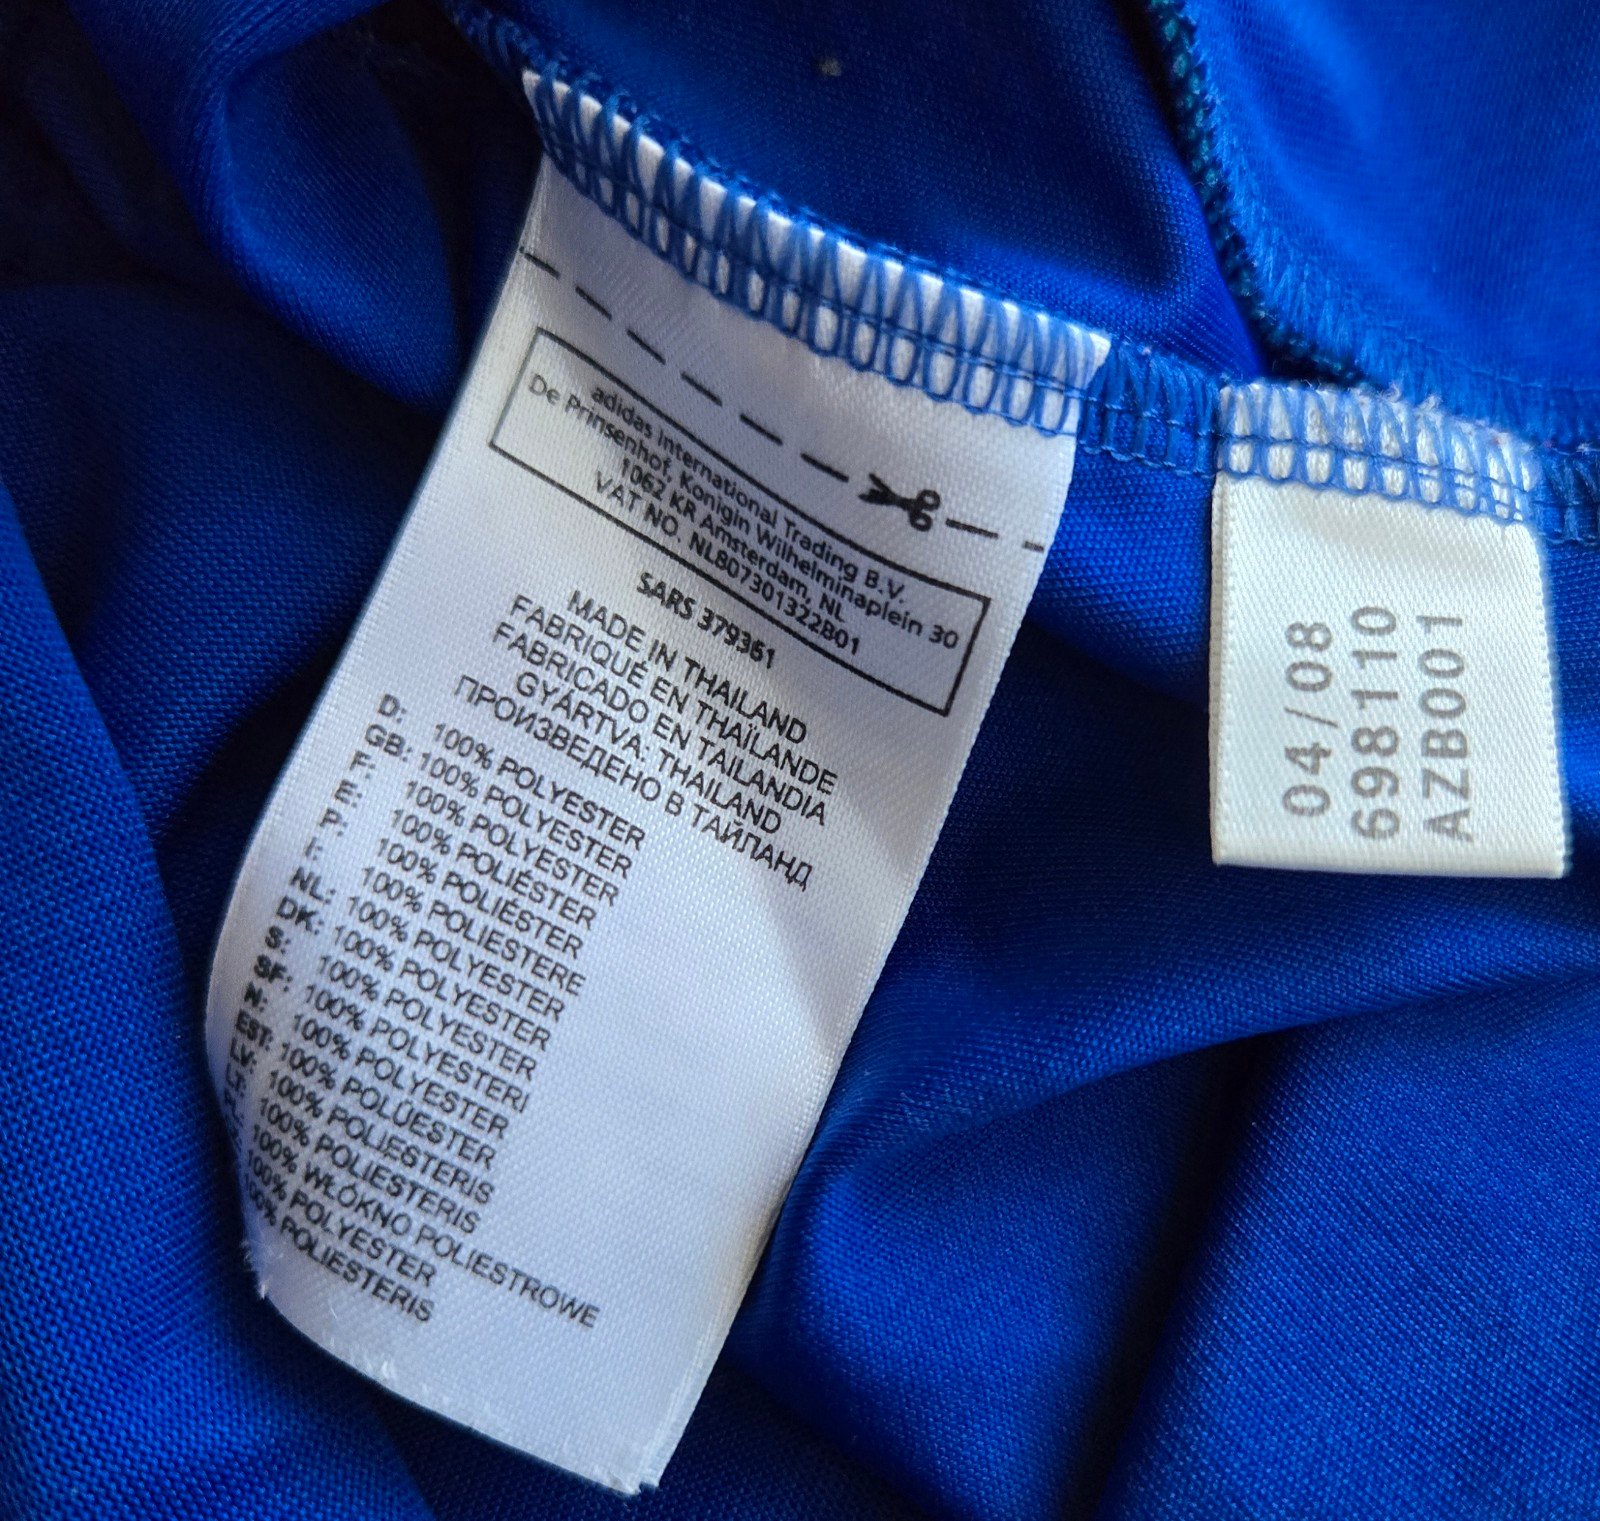 adidas International Trading B.V.
De Prinsenhof, Konigin Wilhelminaplein 30
1062 KR Amsterdam, NL
VAT NO. NL807301322B01
SARS 379361
MADE IN THAILAND
FABRIQUÉ EN THAÏLANDE
FABRICADO EN TAILANDIA
GYÁRTVA: THAILAND
ПРОИЗВЕДЕНО В ТАЙЛАНД
D: 100% POLYESTER
GB: 100% POLYESTER
F: 100% POLYESTER
E: 100% POLIÉSTER
P: 100% POLIÉSTER
I: 100% POLIESTERE
NL: 100% POLYESTER
DK: 100% POLYESTER
S: 100% POLYESTER
SF: 100% POLYESTERI
N: 100% POLYESTER
EST: 100% POLÜESTER
LV: 100% POLIESTERIS
LT: 100% POLIESTERIS
100% WŁÓKNO POLIESTROWE
100% POLYESTER
POLIESTERIS
04/08
698110
AZB001